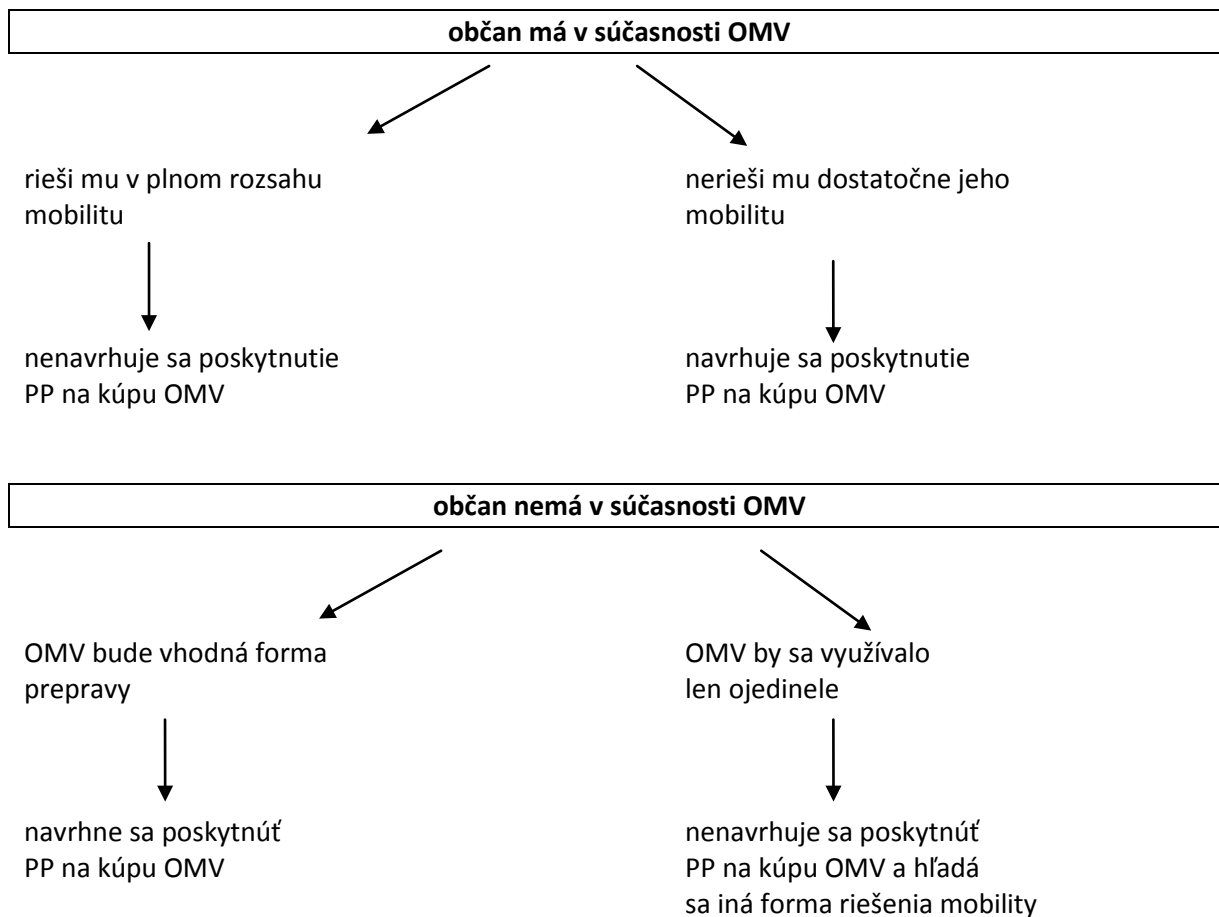 občan má v súčasnosti OMV
rieši mu v plnom rozsahu
mobilitu
nerieši mu dostatočne jeho
mobilitu
nenavrhuje sa poskytnutie
PP na kúpu OMV
navrhuje sa poskytnutie
PP na kúpu OMV
občan nemá v súčasnosti OMV
OMV bude vhodná forma
prepravy
OMV by sa využívalo
len ojedinele
navrhne sa poskytnúť
PP na kúpu OMV
nenavrhuje sa poskytnúť
PP na kúpu OMV a hľadá
sa iná forma riešenia mobility